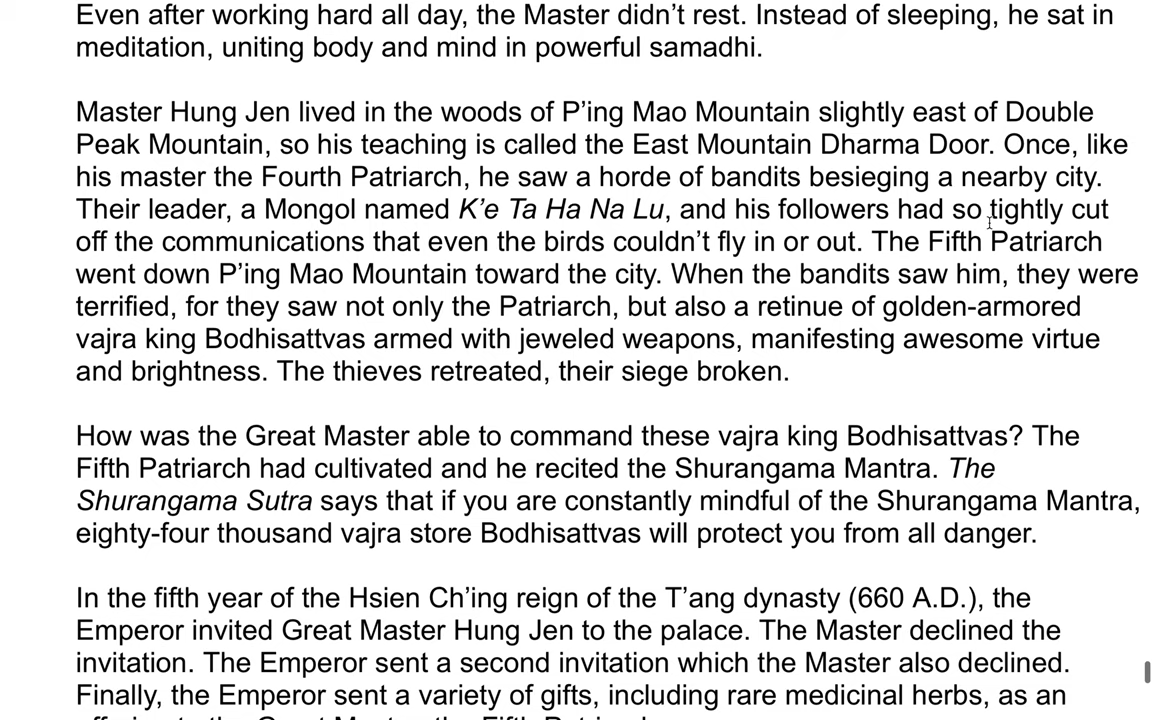 Even after working hard all day, the Master didn’t rest. Instead of sleeping, he sat in
meditation, uniting body and mind in powerful samadhi.
Master Hung Jen lived in the woods of P’ing Mao Mountain slightly east of Double
Peak Mountain, so his teaching is called the East Mountain Dharma Door. Once, like
his master the Fourth Patriarch, he saw a horde of bandits besieging a nearby city.
Their leader, a Mongol named K’e Ta Ha Na Lu, and his followers had so tightly cut
off the communications that even the birds couldn’t fly in or out. The Fifth Patriarch
went down P’ing Mao Mountain toward the city. When the bandits saw him, they were
terrified, for they saw not only the Patriarch, but also a retinue of golden-armored
vajra king Bodhisattvas armed with jeweled weapons, manifesting awesome virtue
and brightness. The thieves retreated, their siege broken.
How was the Great Master able to command these vajra king Bodhisattvas? The
Fifth Patriarch had cultivated and he recited the Shurangama Mantra. The
Shurangama Sutra says that if you are constantly mindful of the Shurangama Mantra,
eighty-four thousand vajra store Bodhisattvas will protect you from all danger.
In the fifth year of the Hsien Ch’ing reign of the T’ang dynasty (660 A.D.), the
Emperor invited Great Master Hung Jen to the palace. The Master declined the
invitation. The Emperor sent a second invitation which the Master also declined.
Finally, the Emperor sent a variety of gifts, including rare medicinal herbs, as an